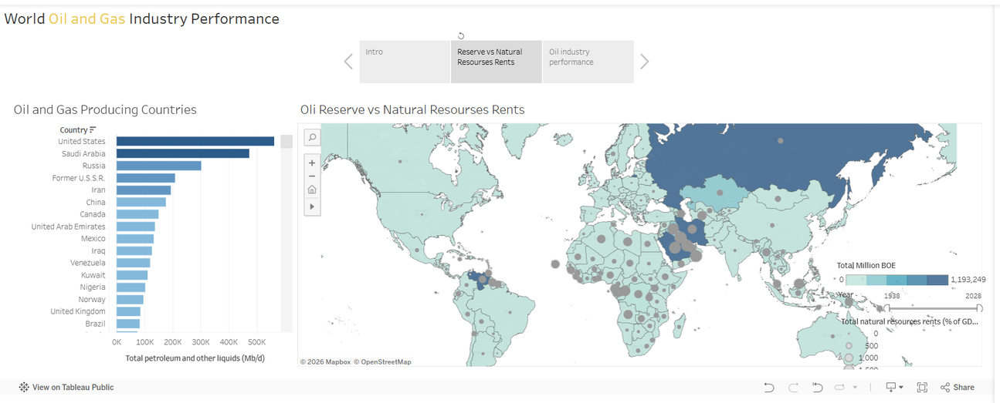 World Oil and Gas Industry Performance
Intro
Reserve vs Natural
Resourses Rents
Oil industry
performance
Oil and Gas Producing Countries
Country
United States
Saudi Arabia
Russia
Former U.S.S.R.
Iran
China
Canada
United Arab Emirates
Mexico
Iraq
Venezuela
Kuwait
Nigeria
Norway
United Kingdom
Brazil
0K 100K 200K 300K 400K 500K
Total petroleum and other liquids (Mb/d)
Oli Reserve vs Natural Resourses Rents
Total Million BOE
0 1,193,249
Year
1938 2028
Total natural resources rents (% of GD...
0
500
1,000
1,500
© 2026 Mapbox © OpenStreetMap
View on Tableau Public
Share